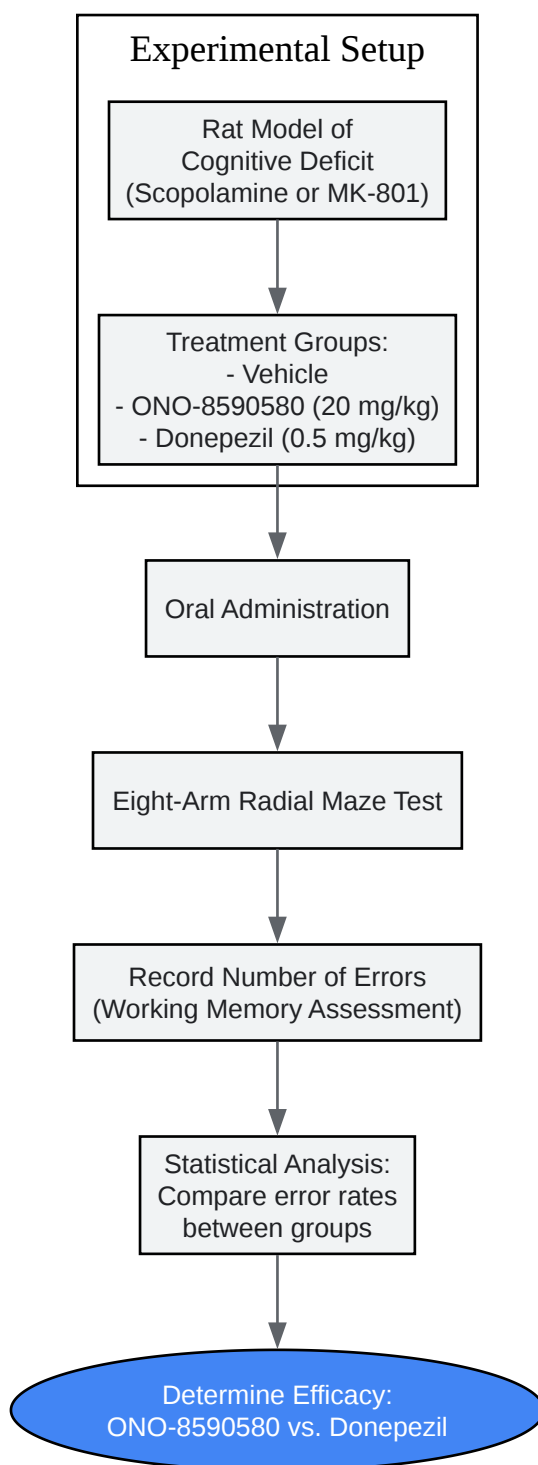 Experimental Setup
Rat Model of
Cognitive Deficit
(Scopolamine or MK-801)
Treatment Groups:
- Vehicle
- ONO-8590580 (20 mg/kg)
- Donepezil (0.5 mg/kg)
Oral Administration
Eight-Arm Radial Maze Test
Record Number of Errors
(Working Memory Assessment)
Statistical Analysis:
Compare error rates
between groups
Determine Efficacy:
ONO-8590580 vs. Donepezil